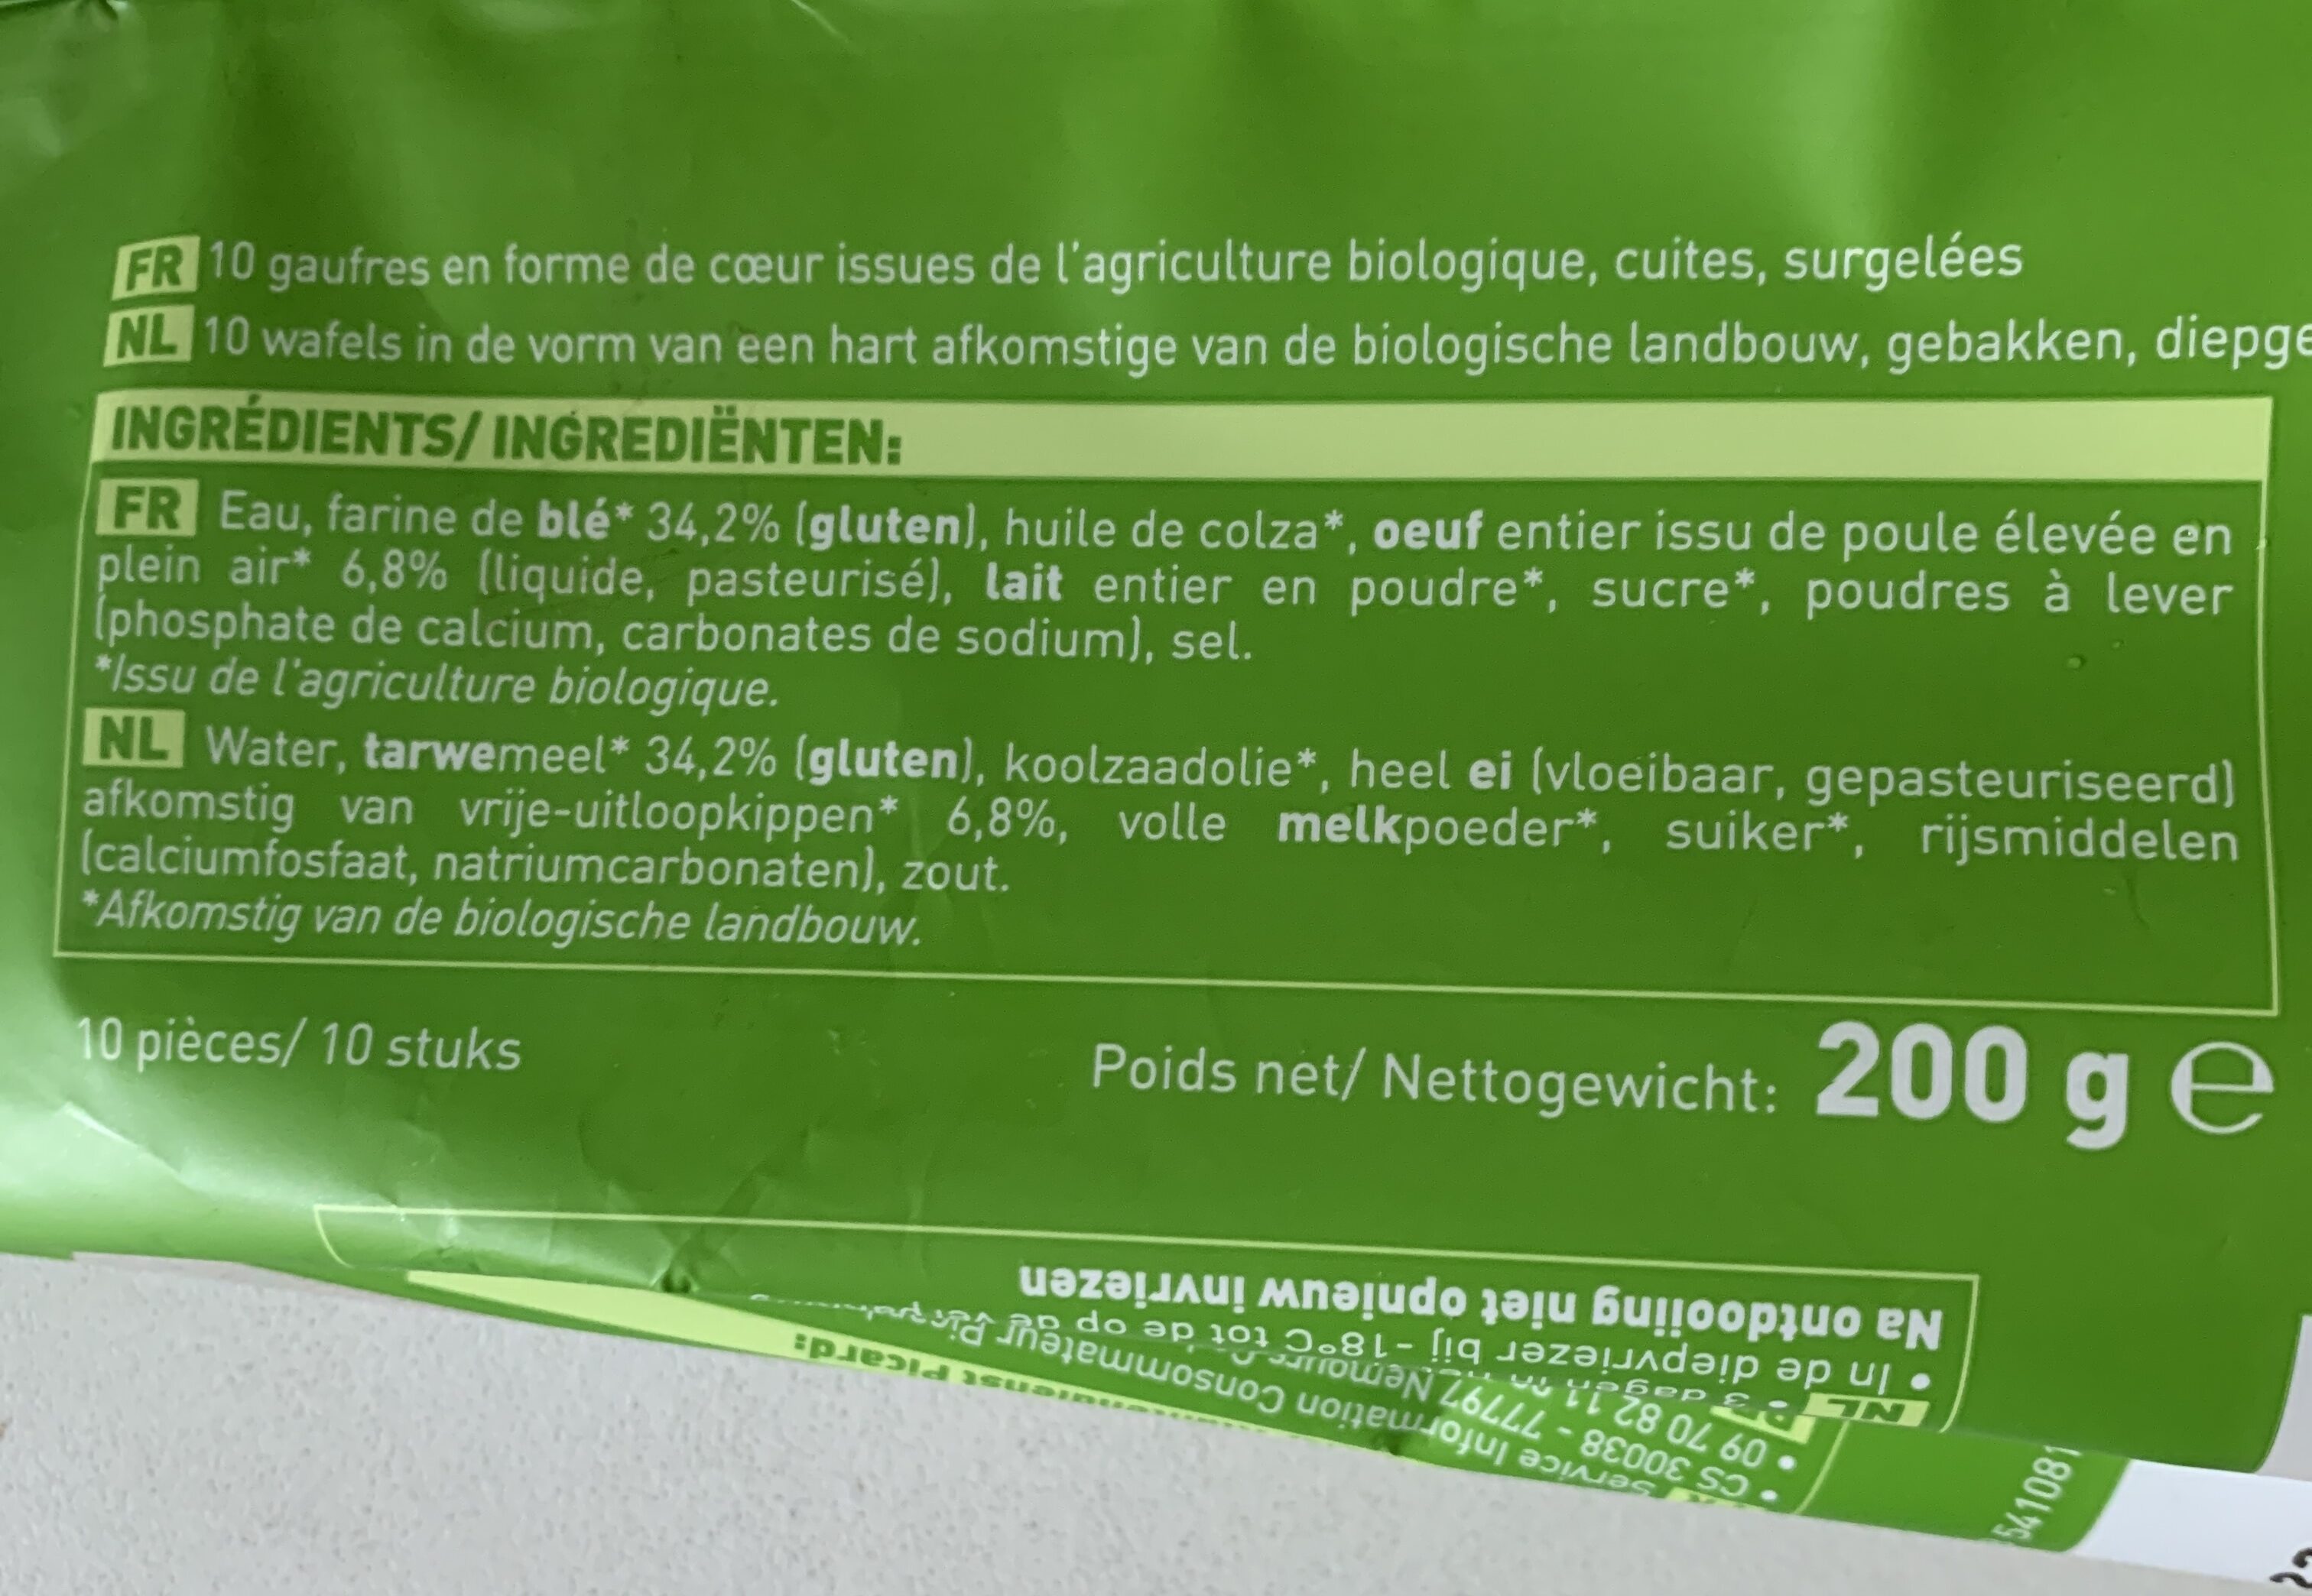 FR 10 gaufres en forme de cœur issues de l'agriculture biologique, cuites, surgelées
NL 10 wafels in de vorm van een hart afkomstige van de biologische landbouw, gebakken,
INGRÉDIENTS/ INGREDIËNTEN:
FR Eau, farine de blé* 34,2% (gluten), huile de colza*, oeuf entier issu de poule élevée en
plein air* 6,8% (liquide, pasteurisé), lait entier en poudre*, sucre*, poudres à lever
(phosphate de calcium, carbonates de sodium), sel.
*Issu de l'agriculture biologique.
NL Water, tarwemeel* 34,2% (gluten), koolzaadolie*, heel ei (vloeibaar, gepasteuriseerd)
afkomstig van vrije-uitloopkippen* 6,8%, volle melkpoeder*, suiker*, rijsmiddelen
(calciumfosfaat, natriumcarbonaten), zout.
*Afkomstig van de biologische landbouw.
10 pièces/ 10 stuks
Poids net/ Nettogewicht: 200 g e
Na ontdooiing niet opnieuw invriezen
• In de diepvriezer bij -18°C tot de op de
NL • 3 dagen
• 09 70 82 11
• CS 30038 - 77797 Nemours
Service Information Consommateur Picard
Picard:
541081